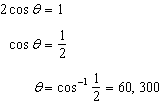 2 cos θ = 1
cos θ = 1/2
θ = cos⁻¹ 1/2 = 60, 300